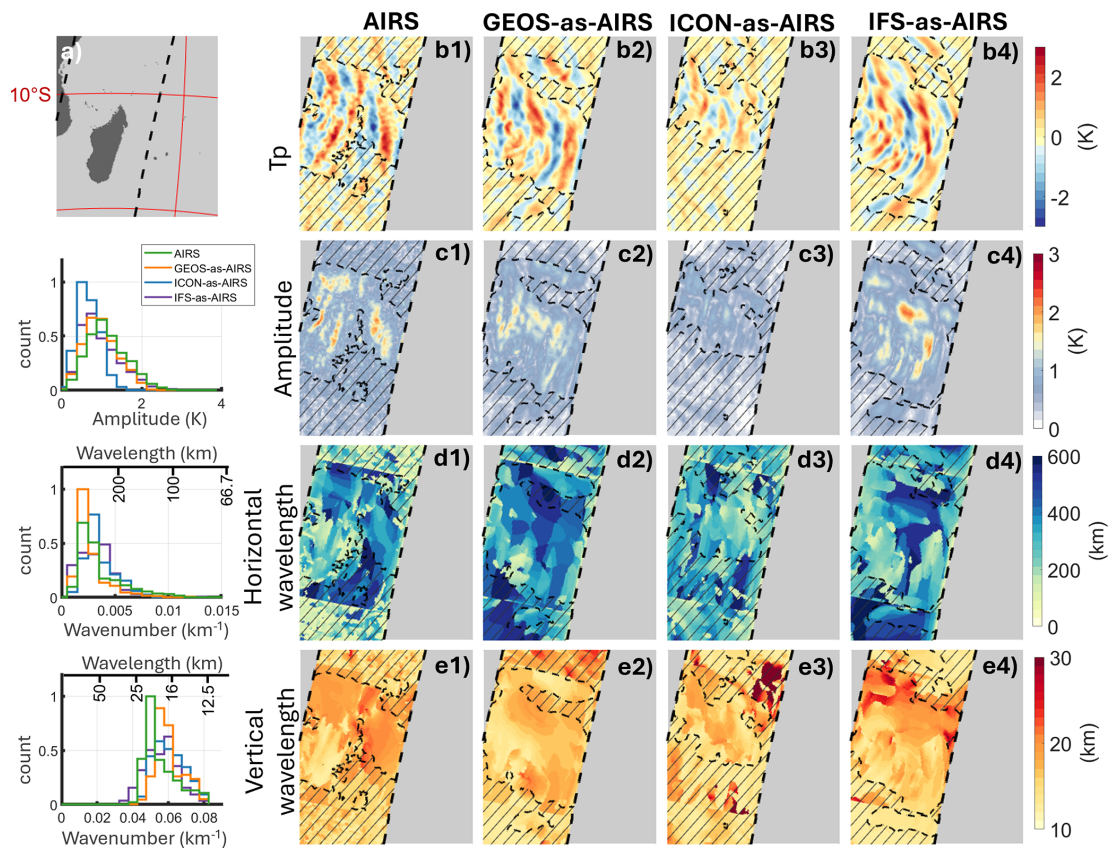 AIRS GEOS-as-AIRS ICON-as-AIRS IFS-as-AIRS
a) b1) b2) b3) b4)
10°S
Tp
2
0
-2
(K)
AIRS
GEOS-as-AIRS
ICON-as-AIRS
IFS-as-AIRS
1
0.5
0
count
0 2 4
Amplitude (K)
Amplitude
c1) c2) c3) c4)
3
2
1
0
(K)
Wavelength (km)
200 100 66.7
1
0.5
0
count
0 0.005 0.01 0.015
Wavenumber (km⁻¹)
Horizontal
wavelength
d1) d2) d3) d4)
600
400
200
0
(km)
Wavelength (km)
50 25 16 12.5
1
0.5
0
count
0 0.02 0.04 0.06 0.08
Wavenumber (km⁻¹)
Vertical
wavelength
e1) e2) e3) e4)
30
20
10
(km)